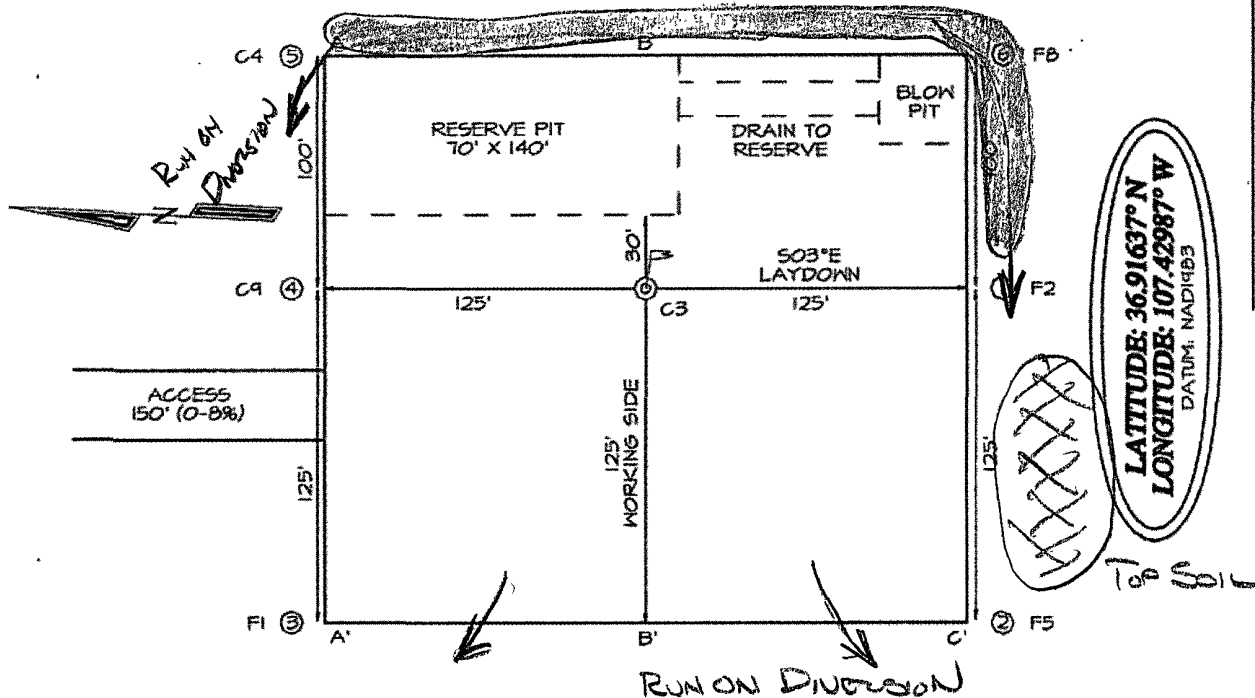 C4 ⑤
B
F8
RESERVE PIT
70' X 140'
DRAIN TO
RESERVE
BLOW
PIT
100'
RUN ON
DIVERSION
N
30'
S03°E
LAYDOWN
C9 ④
125'
C3
125'
F2
ACCESS
150' (0-8%)
125'
125'
WORKING SIDE
125'
LATITUDE: 36.91637° N
LONGITUDE: 107.42987° W
DATUM: NAD1983
TOP SOIL
F1 ③
A'
B'
C'
② F5
RUN ON DIVERSION